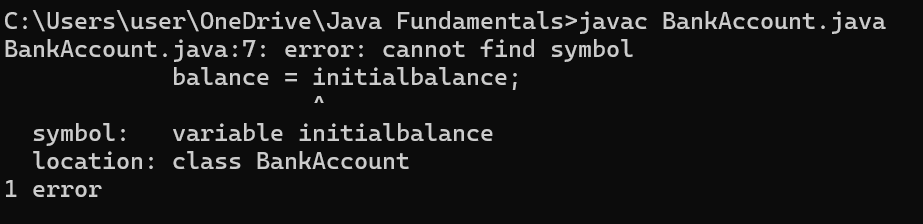 C:\Users\user\OneDrive\Java Fundamentals>javac BankAccount.java
BankAccount.java:7: error: cannot find symbol
            balance = initialbalance;
                      ^
  symbol:   variable initialbalance
  location: class BankAccount
1 error